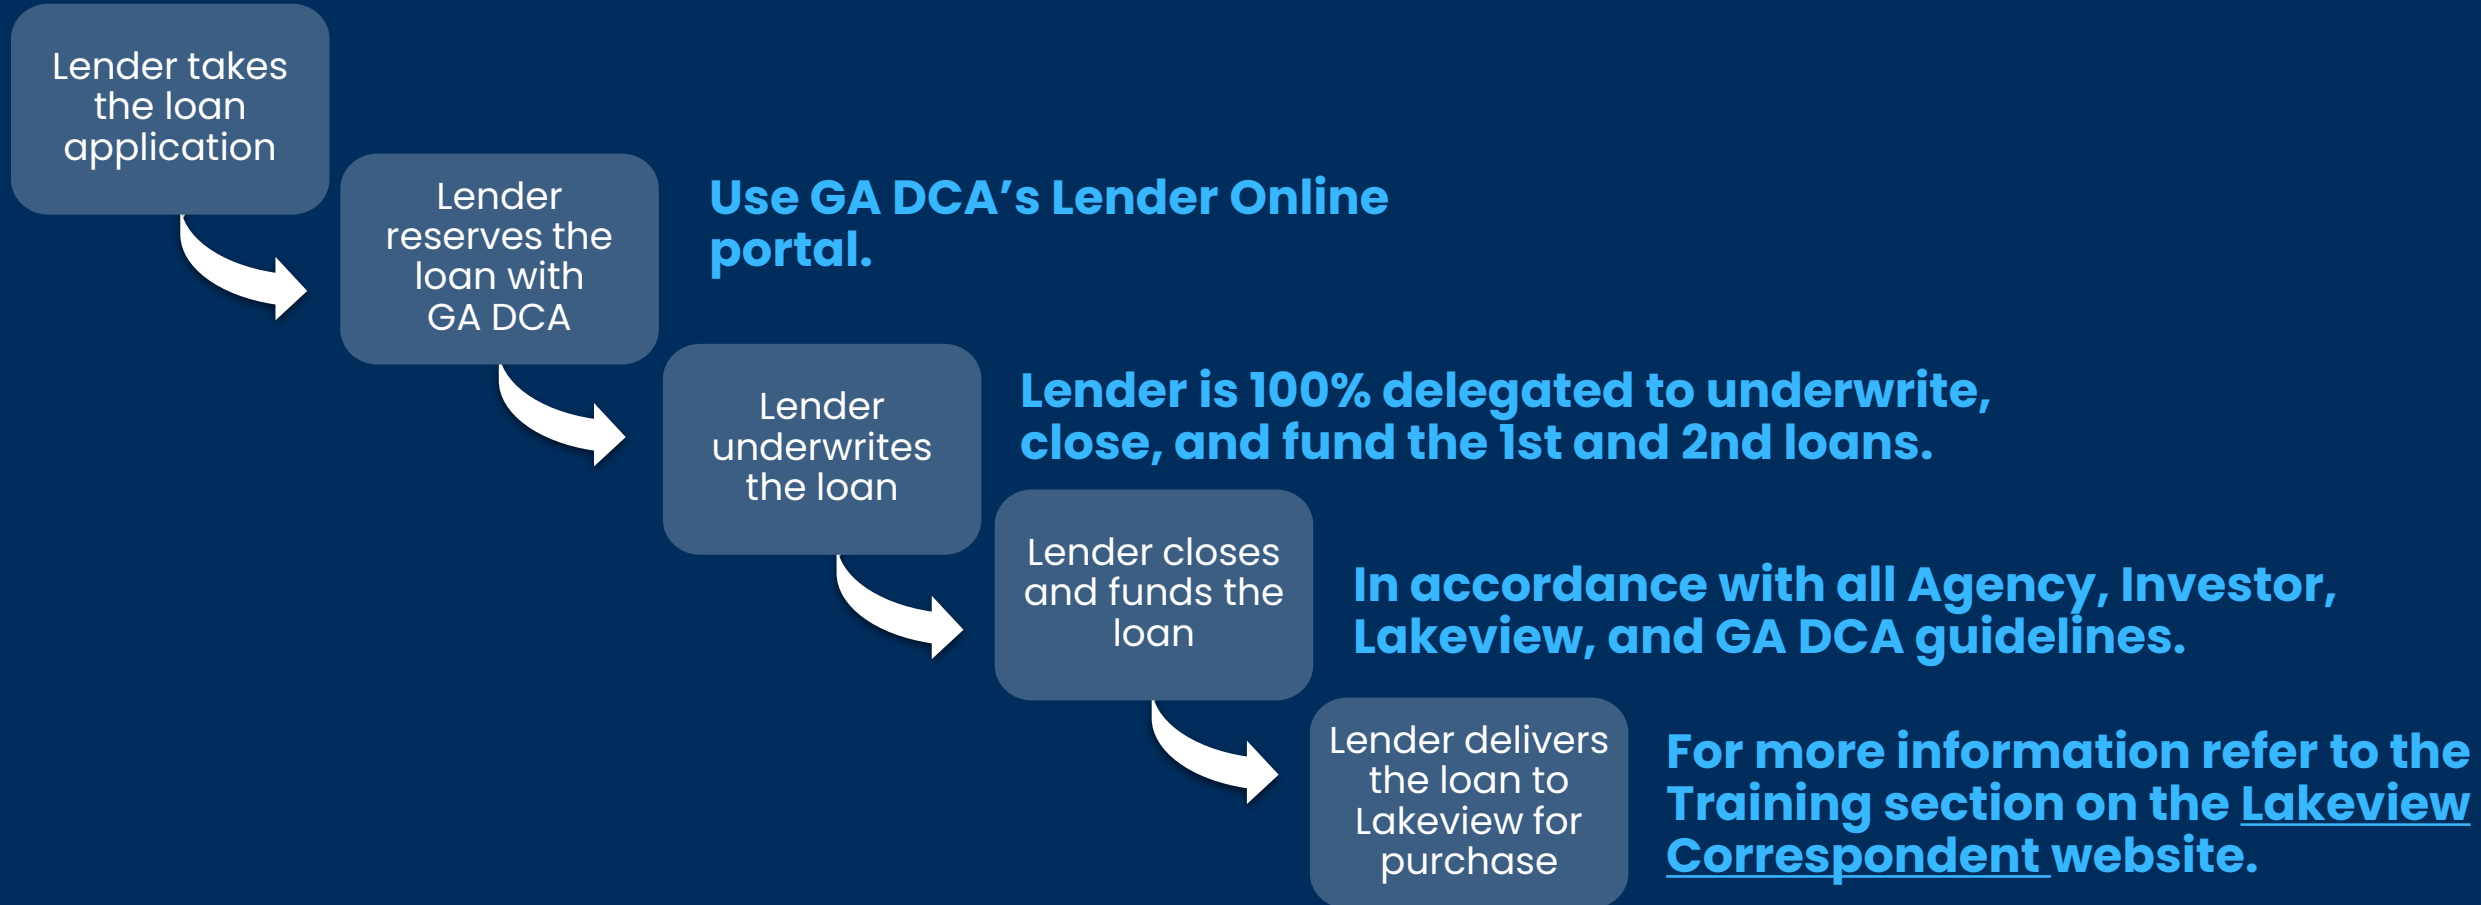 Lender takes
the loan
application
Lender
reserves the
loan with
GA DCA
Use GA DCA’s Lender Online
portal.
Lender
underwrites
the loan
Lender is 100% delegated to underwrite,
close, and fund the 1st and 2nd loans.
Lender closes
and funds the
loan
In accordance with all Agency, Investor,
Lakeview, and GA DCA guidelines.
Lender delivers
the loan to
Lakeview for
purchase
For more information refer to the
Training section on the Lakeview
Correspondent website.